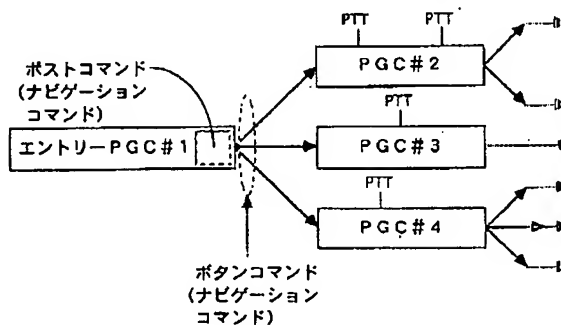 PTT PTT
PGC#2
ポストコマンド
(ナビゲーション
コマンド)
PTT
エントリーPGC#1
PGC#3
PTT
PGC#4
ボタンコマンド
(ナビゲーション
コマンド)